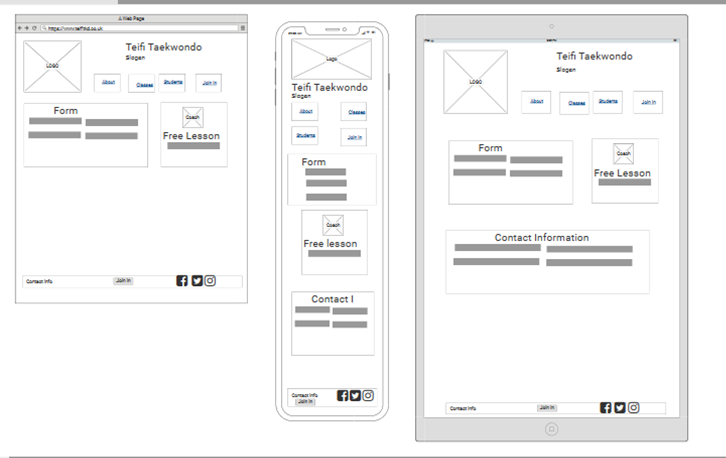 A Web Page
https://www.teifitkd.co.uk
Logo
Teifi Taekwondo
Slogan
About
Classes
Students
Join In
Form
Coach
Free Lesson
Contact Info
Join In
Logo
Teifi Taekwondo
Slogan
About
Classes
Students
Join In
Form
Coach
Free lesson
Contact I
Contact Info
Join In
Logo
Teifi Taekwondo
Slogan
About
Classes
Students
Join In
Form
Coach
Free Lesson
Contact Information
Contact Info
Join In